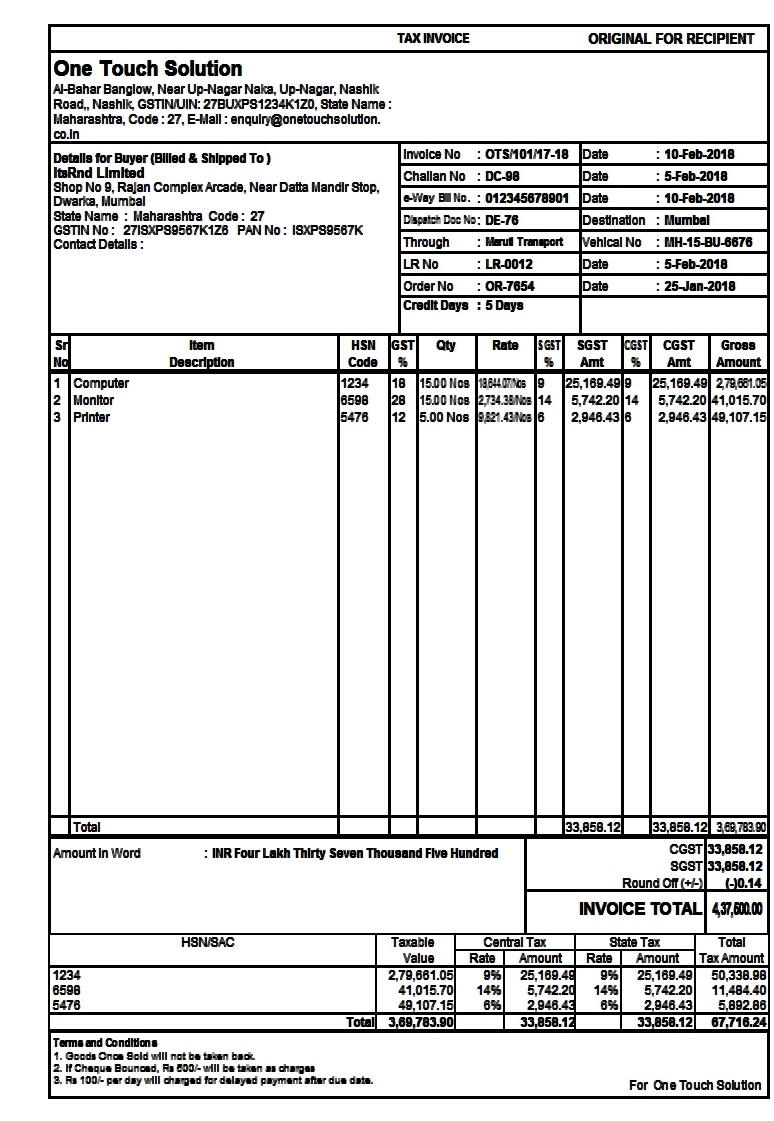 TAX INVOICE ORIGINAL FOR RECIPIENT
One Touch Solution
Al-Bahar Banglow, Near Up-Nagar Naka, Up-Nagar, Nashik
Road,, Nashik, GSTIN/UIN: 27BUXPS1234K1Z0, State Name :
Maharashtra, Code : 27, E-Mail : enquiry@onetouchsolution.
co.in
Details for Buyer (Billed & Shipped To )
ItsRnd Limited
Shop No 9, Rajan Complex Arcade, Near Datta Mandir Stop,
Dwarka, Mumbai
State Name : Maharashtra Code : 27
GSTIN No : 27ISXPS9567K1Z6 PAN No : ISXPS9567K
Contact Details :
Invoice No : OTS/101/17-18 Date : 10-Feb-2018
Challan No : DC-98 Date : 5-Feb-2018
e-Way Bill No. : 012345678901 Date : 10-Feb-2018
Dispatch Doc No : DE-76 Destination : Mumbai
Through : Maruti Transport Vehical No : MH-15-BU-6676
LR No : LR-0012 Date : 5-Feb-2018
Order No : OR-7654 Date : 25-Jan-2018
Credit Days : 5 Days
Sr Item HSN GST Qty Rate SGST SGST CGST CGST Gross
No Description Code % % Amt % Amt Amount
1 Computer 1234 18 15.00 Nos 18,644.07/Nos 9 25,169.49 9 25,169.49 2,79,661.05
2 Monitor 6598 28 15.00 Nos 2,734.38/Nos 14 5,742.20 14 5,742.20 41,015.70
3 Printer 5476 12 5.00 Nos 9,821.43/Nos 6 2,946.43 6 2,946.43 49,107.15
Total 33,858.12 33,858.12 3,69,783.90
Amount In Word : INR Four Lakh Thirty Seven Thousand Five Hundred
CGST 33,858.12
SGST 33,858.12
Round Off (+/-) (-)0.14
INVOICE TOTAL 4,37,500.00
HSN/SAC Taxable Central Tax State Tax Total
Value Rate Amount Rate Amount Tax Amount
1234 2,79,661.05 9% 25,169.49 9% 25,169.49 50,338.98
6598 41,015.70 14% 5,742.20 14% 5,742.20 11,484.40
5476 49,107.15 6% 2,946.43 6% 2,946.43 5,892.86
Total 3,69,783.90 33,858.12 33,858.12 67,716.24
Terms and Conditions
1. Goods Once Sold will not be taken back.
2. If Cheque Bounced, Rs 500/- will be taken as charges
3. Rs 100/- per day will charged for delayed payment after due date.
For One Touch Solution